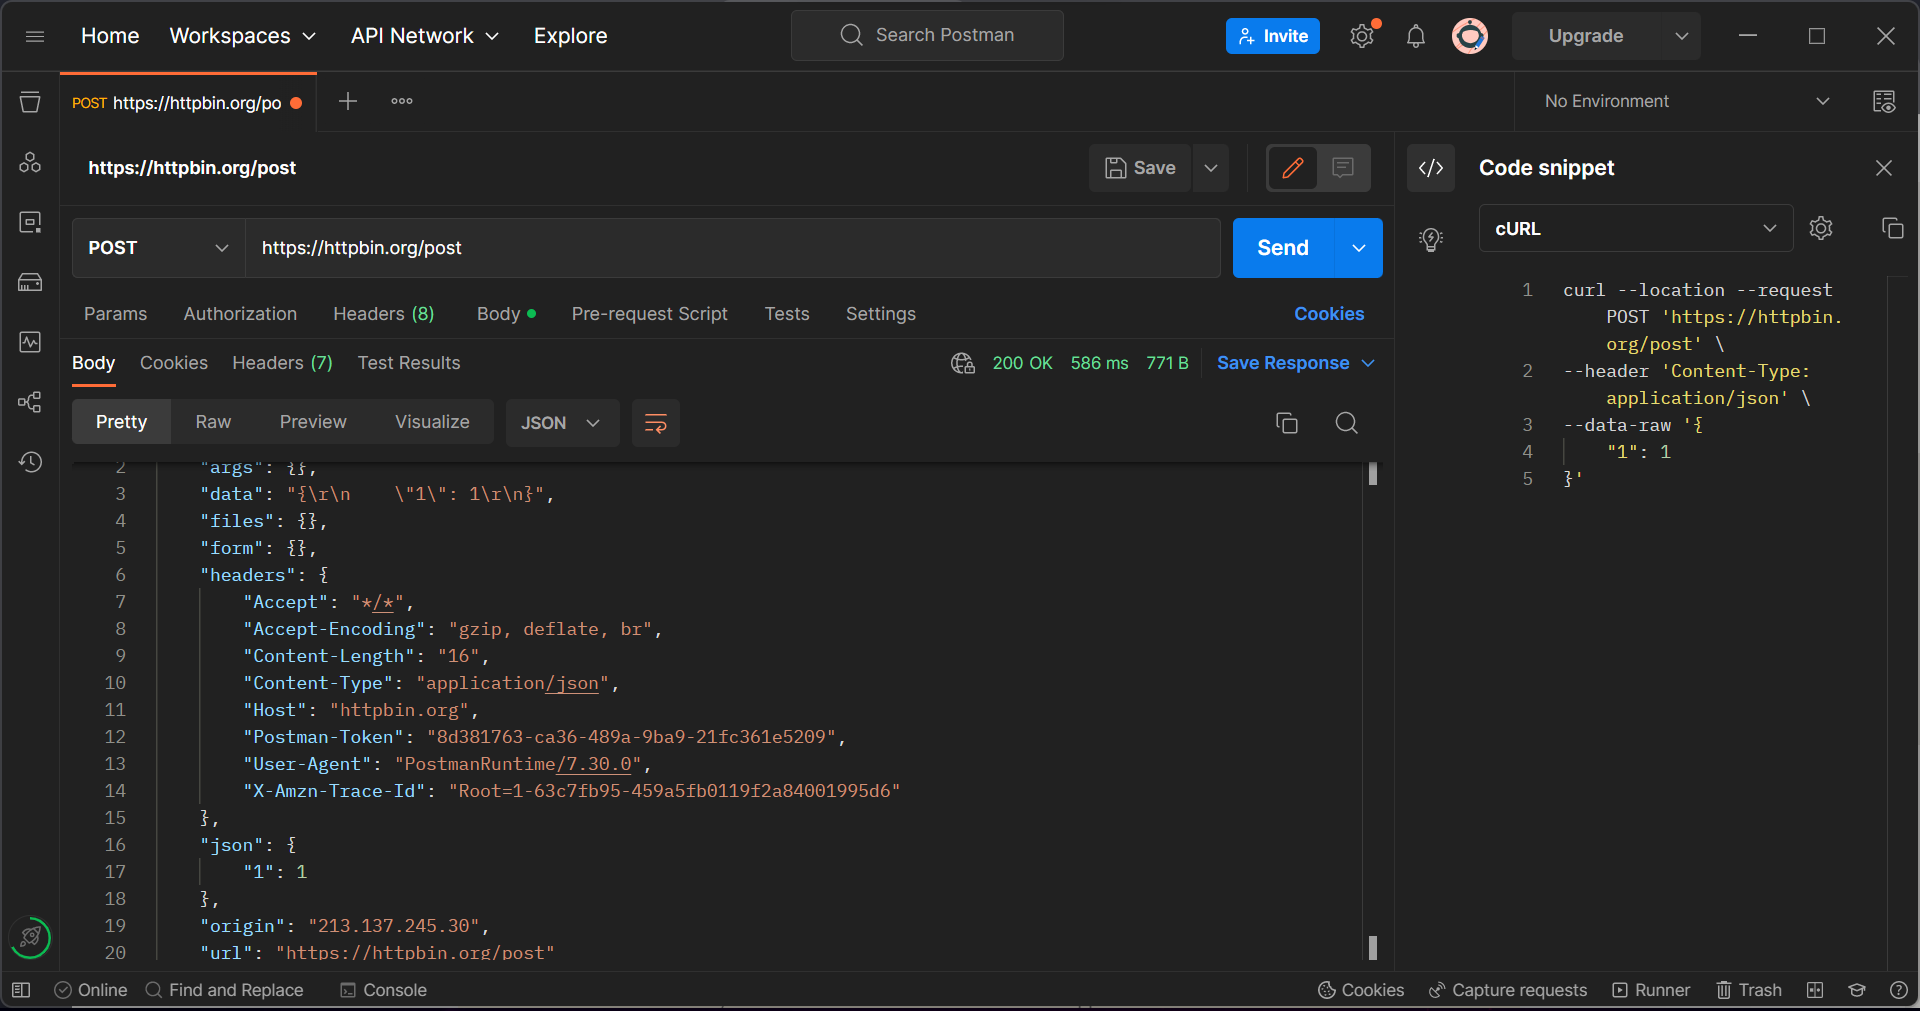 Home Workspaces API Network Explore Search Postman Invite Upgrade
POST https://httpbin.org/po No Environment
https://httpbin.org/post Save </> Code snippet
POST https://httpbin.org/post Send cURL
Params Authorization Headers (8) Body Pre-request Script Tests Settings Cookies
Body Cookies Headers (7) Test Results 200 OK 586 ms 771 B Save Response
Pretty Raw Preview Visualize JSON
2 "args": {},
3 "data": "{\r\n    \"1\": 1\r\n}",
4 "files": {},
5 "form": {},
6 "headers": {
7 "Accept": "*/*",
8 "Accept-Encoding": "gzip, deflate, br",
9 "Content-Length": "16",
10 "Content-Type": "application/json",
11 "Host": "httpbin.org",
12 "Postman-Token": "8d381763-ca36-489a-9ba9-21fc361e5209",
13 "User-Agent": "PostmanRuntime/7.30.0",
14 "X-Amzn-Trace-Id": "Root=1-63c7fb95-459a5fb0119f2a84001995d6"
15 },
16 "json": {
17 "1": 1
18 },
19 "origin": "213.137.245.30",
20 "url": "https://httpbin.org/post"
1 curl --location --request
POST 'https://httpbin.
org/post' \
2 --header 'Content-Type:
application/json' \
3 --data-raw '{
4 "1": 1
5 }'
Online Find and Replace Console Cookies Capture requests Runner Trash